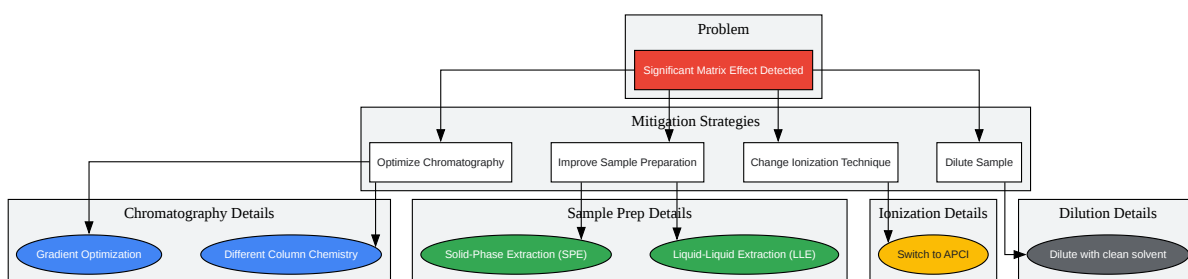 Problem
Significant Matrix Effect Detected
Mitigation Strategies
Optimize Chromatography
Improve Sample Preparation
Change Ionization Technique
Dilute Sample
Chromatography Details
Sample Prep Details
Ionization Details
Dilution Details
Gradient Optimization
Different Column Chemistry
Solid-Phase Extraction (SPE)
Liquid-Liquid Extraction (LLE)
Switch to APCI
Dilute with clean solvent